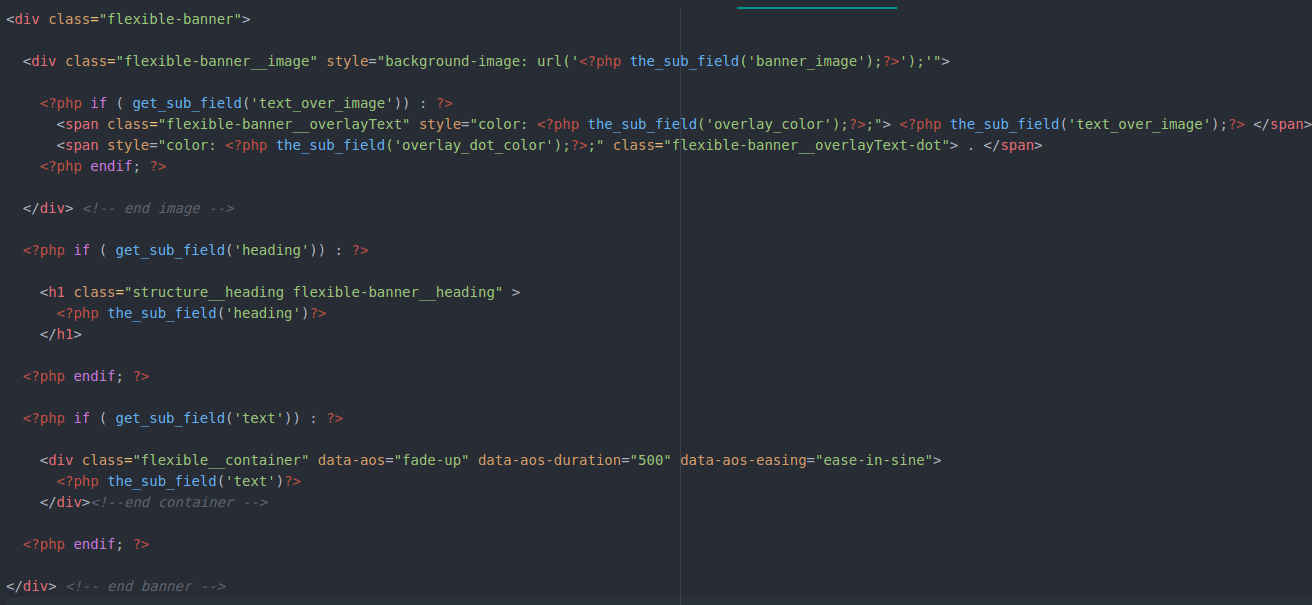 <div class="flexible-banner">
<div class="flexible-banner__image" style="background-image: url('<?php the_sub_field('banner_image');?>');'">
<?php if ( get_sub_field('text_over_image')) : ?>
<span class="flexible-banner__overlayText" style="color: <?php the_sub_field('overlay_color');?>;"> <?php the_sub_field('text_over_image');?> </span>
<span style="color: <?php the_sub_field('overlay_dot_color');?>;" class="flexible-banner__overlayText-dot"> . </span>
<?php endif; ?>
</div> <!-- end image -->
<?php if ( get_sub_field('heading')) : ?>
<h1 class="structure__heading flexible-banner__heading" >
<?php the_sub_field('heading')?>
</h1>
<?php endif; ?>
<?php if ( get_sub_field('text')) : ?>
<div class="flexible__container" data-aos="fade-up" data-aos-duration="500" data-aos-easing="ease-in-sine">
<?php the_sub_field('text')?>
</div><!--end container -->
<?php endif; ?>
</div> <!-- end banner -->